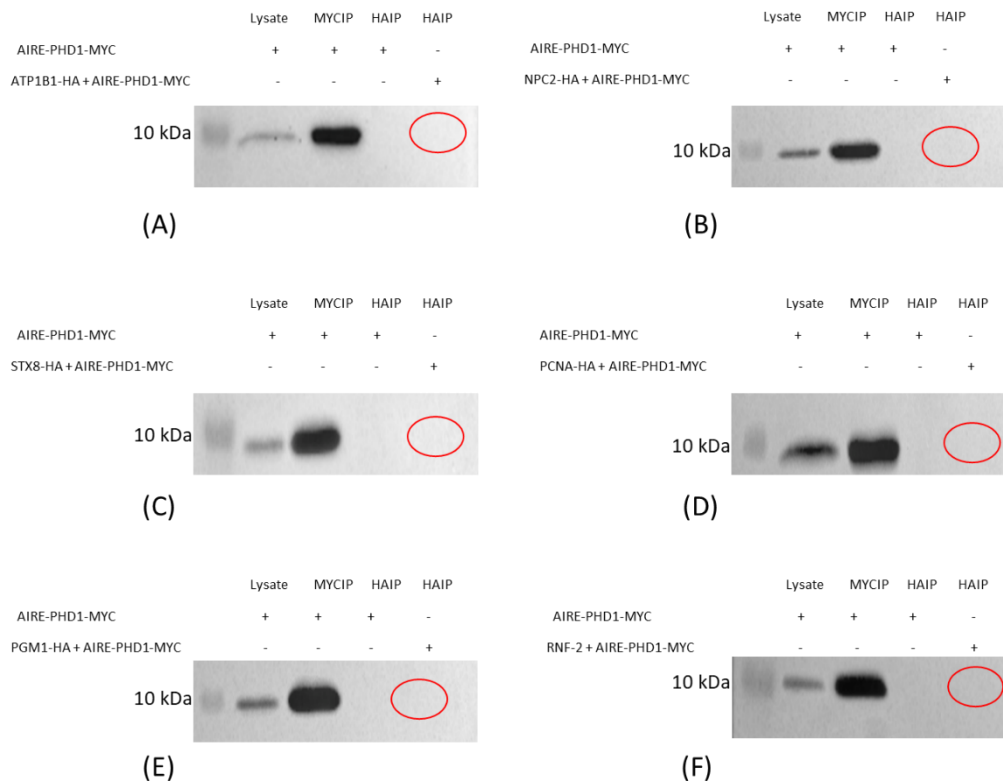 Lysate MYCIP HAIP HAIP
AIRE-PHD1-MYC + + + -
ATP1B1-HA + AIRE-PHD1-MYC - - - +
10 kDa
(A)
Lysate MYCIP HAIP HAIP
AIRE-PHD1-MYC + + + -
NPC2-HA + AIRE-PHD1-MYC - - - +
10 kDa
(B)
Lysate MYCIP HAIP HAIP
AIRE-PHD1-MYC + + + -
STX8-HA + AIRE-PHD1-MYC - - - +
10 kDa
(C)
Lysate MYCIP HAIP HAIP
AIRE-PHD1-MYC + + + -
PCNA-HA + AIRE-PHD1-MYC - - - +
10 kDa
(D)
Lysate MYCIP HAIP HAIP
AIRE-PHD1-MYC + + + -
PGM1-HA + AIRE-PHD1-MYC - - - +
10 kDa
(E)
Lysate MYCIP HAIP HAIP
AIRE-PHD1-MYC + + + -
RNF-2 + AIRE-PHD1-MYC - - - +
10 kDa
(F)